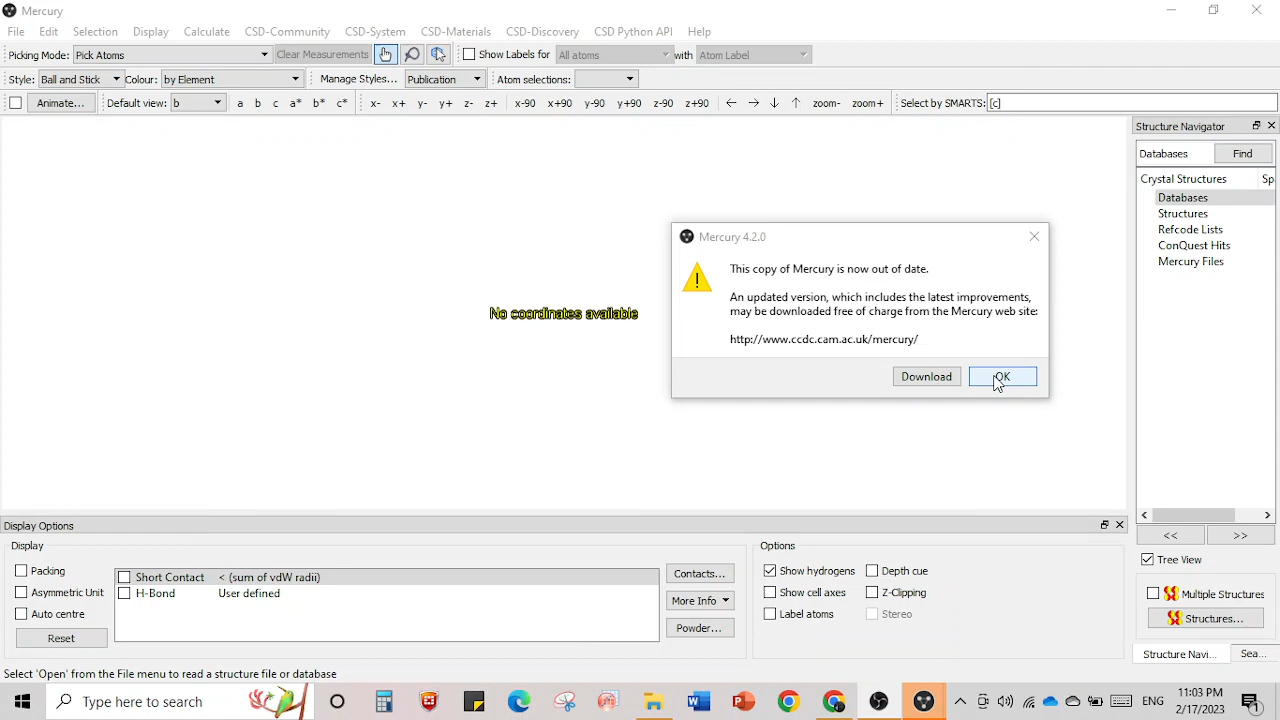 Mercury
File Edit Selection Display Calculate CSD-Community CSD-System CSD-Materials CSD-Discovery CSD Python API Help
Picking Mode: Pick Atoms Clear Measurements Show Labels for All atoms with Atom Label
Style: Ball and Stick Colour: by Element Manage Styles... Publication Atom selections:
Animate... Default view: b a b c a* b* c* x- x+ y- y+ z- z+ x-90 x+90 y-90 y+90 z-90 z+90 ← → ↓ ↑ zoom- zoom+ Select by SMARTS: [c]
Structure Navigator
Databases Find
Crystal Structures Sp
Databases
Structures
Refcode Lists
ConQuest Hits
Mercury Files
Mercury 4.2.0
This copy of Mercury is now out of date.
An updated version, which includes the latest improvements,
may be downloaded free of charge from the Mercury web site:
http://www.ccdc.cam.ac.uk/mercury/
Download OK
No coordinates available
<< >>
Tree View
Multiple Structures
Structures...
Structure Navi... Sea...
Display Options
Display
Packing
Asymmetric Unit
Auto centre
Reset
Short Contact < (sum of vdW radii)
H-Bond User defined
Contacts...
More Info
Powder...
Options
Show hydrogens Depth cue
Show cell axes Z-Clipping
Label atoms Stereo
Select 'Open' from the File menu to read a structure file or database
Type here to search
ENG
11:03 PM
2/17/2023
1